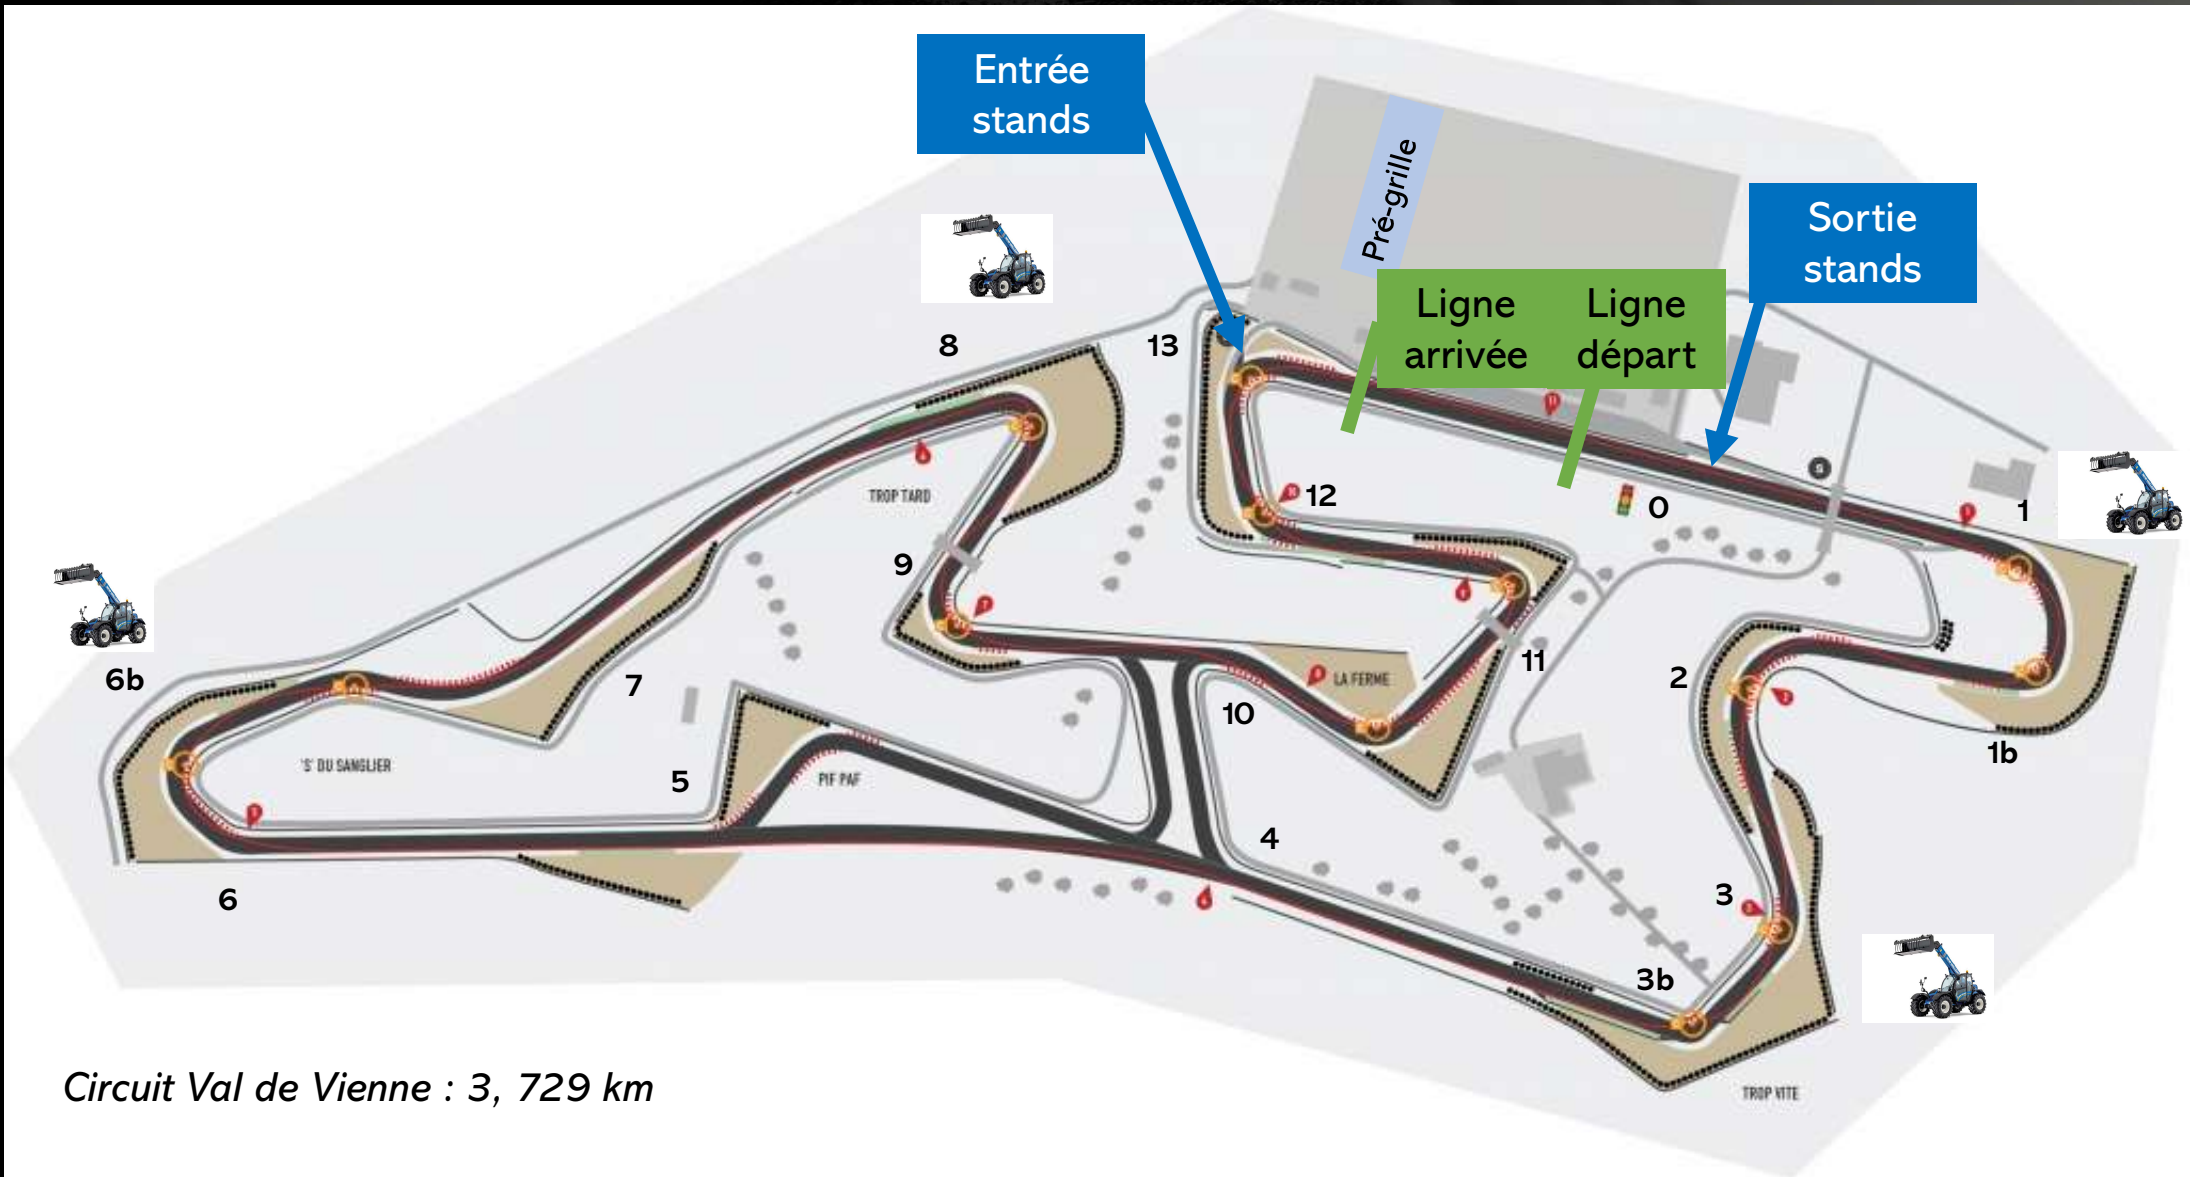 Entrée
stands
Pré-grille
Sortie
stands
Ligne
arrivée
Ligne
départ
8
13
12
0
1
TROP TARD
9
6b
7
2
11
LA FERME
10
1b
'S' DU SANGLIER
5
PIF PAF
4
6
3
3b
Circuit Val de Vienne : 3, 729 km
TROP VITE